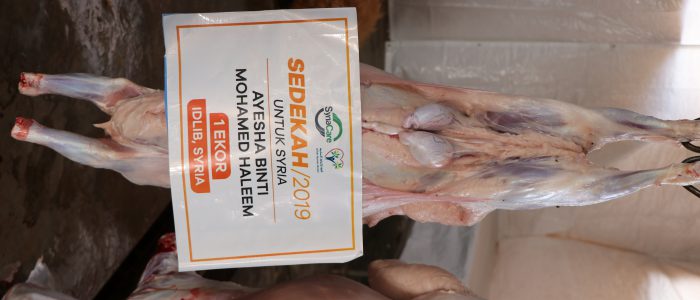 SyriaCare
SEDEKAH/2019
UNTUK SYRIA
AYESHA BINTI
MOHAMED HALEEM
1 EKOR
IDLIB, SYRIA